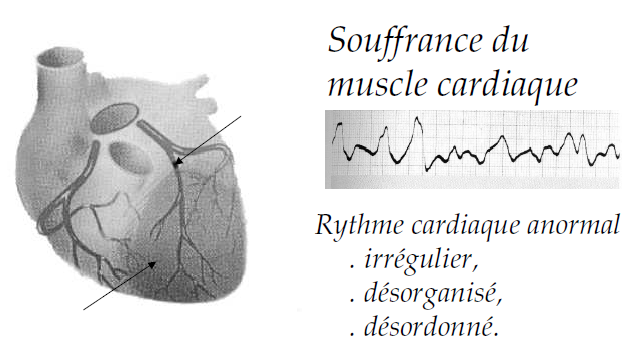 Souffrance du
muscle cardiaque
Rythme cardiaque anormal
. irrégulier,
. désorganisé,
. désordonné.